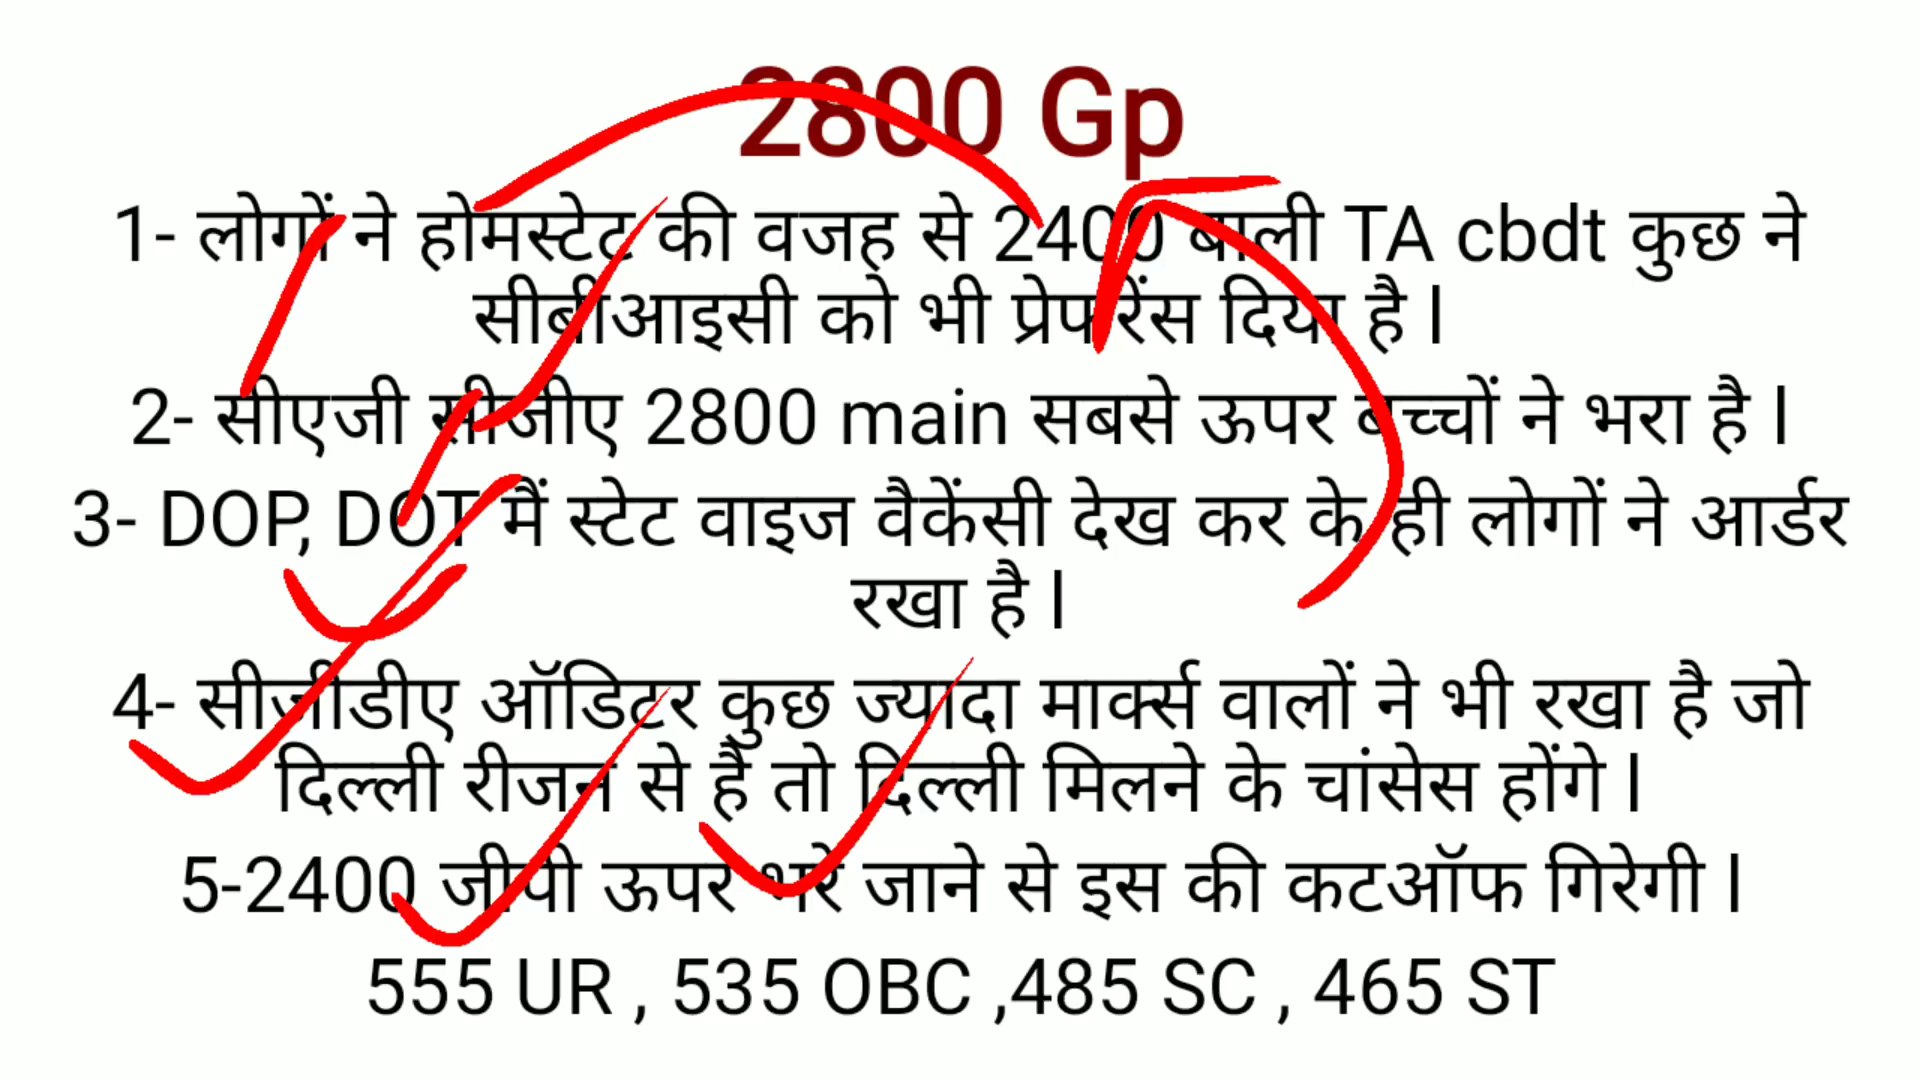 2800 Gp
1- लोगों ने होमस्टेट की वजह से 2400 बाली TA cbdt कुछ ने
सीबीआइसी को भी प्रेफरेंस दिया है l
2- सीएजी सीजीए 2800 main सबसे ऊपर बच्चों ने भरा है l
3- DOP, DOT मैं स्टेट वाइज वैकेंसी देख कर के ही लोगों ने आर्डर
रखा है l
4- सीजीडीए ऑडिटर कुछ ज्यादा मार्क्स वालों ने भी रखा है जो
दिल्ली रीजन से है तो दिल्ली मिलने के चांसेस होंगे l
5-2400 जीपी ऊपर भरे जाने से इस की कटऑफ गिरेगी l
555 UR , 535 OBC ,485 SC , 465 ST